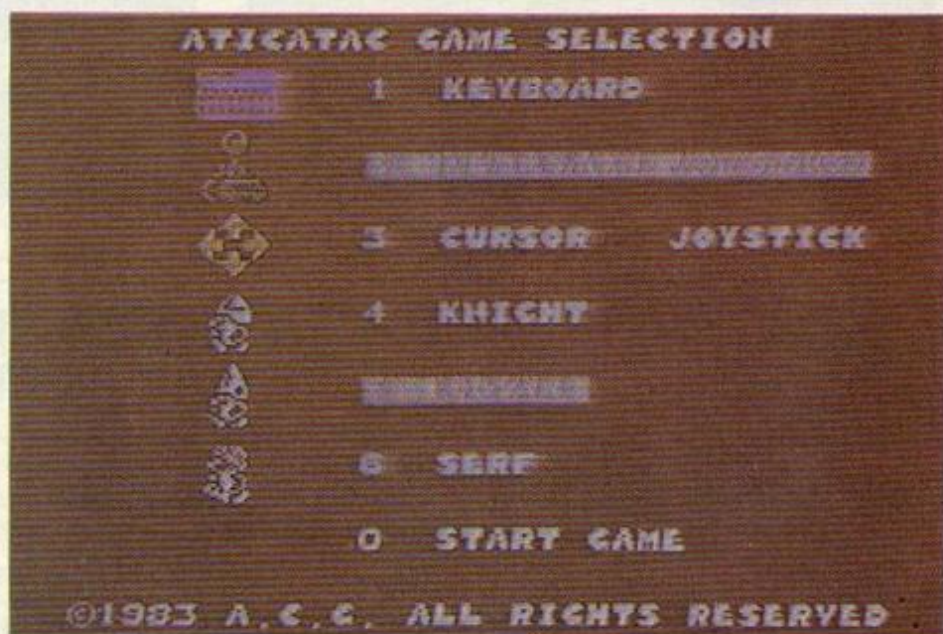 ATICATAC GAME SELECTION
1 KEYBOARD
3 CURSOR JOYSTICK
4 KNIGHT
6 SERF
0 START GAME
©1983 A.C.G. ALL RIGHTS RESERVED